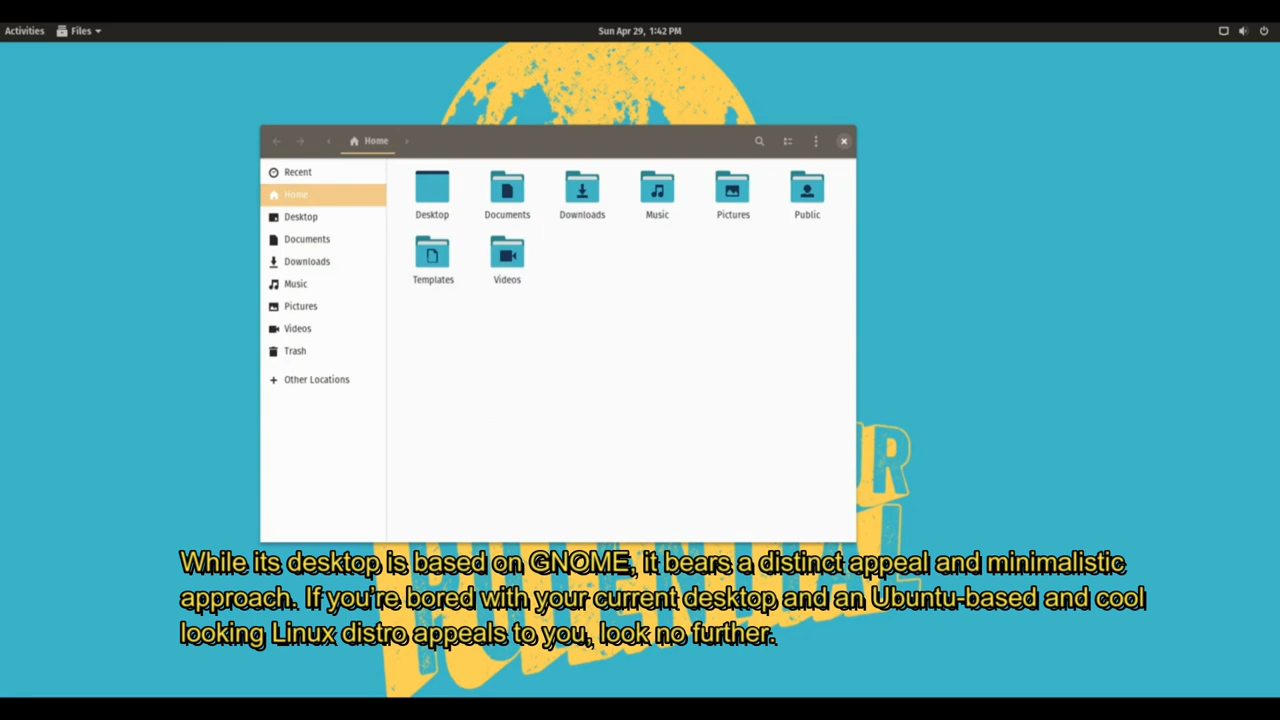 Activities Files Sun Apr 29, 1:42 PM
Home
Recent
Home
Desktop
Documents
Downloads
Music
Pictures
Videos
Trash
Other Locations
Desktop Documents Downloads Music Pictures Public
Templates Videos
While its desktop is based on GNOME, it bears a distinct appeal and minimalistic
approach. If you're bored with your current desktop and an Ubuntu-based and cool
looking Linux distro appeals to you, look no further.